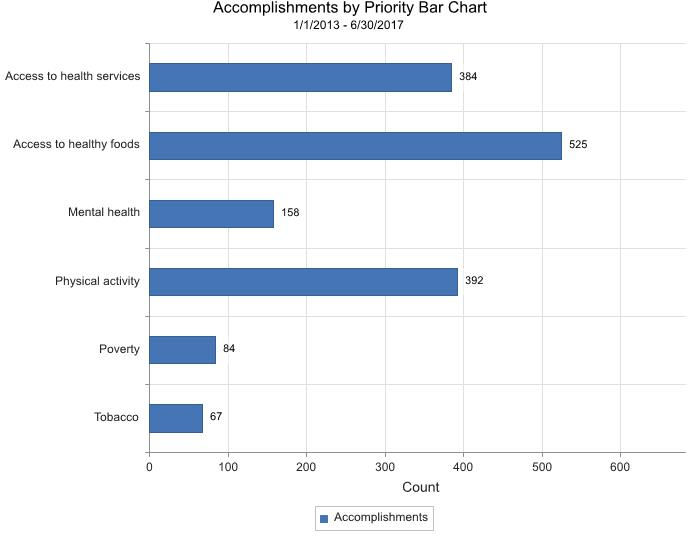 Accomplishments by Priority Bar Chart
1/1/2013 - 6/30/2017
Access to health services 384
Access to healthy foods 525
Mental health 158
Physical activity 392
Poverty 84
Tobacco 67
0 100 200 300 400 500 600
Count
Accomplishments